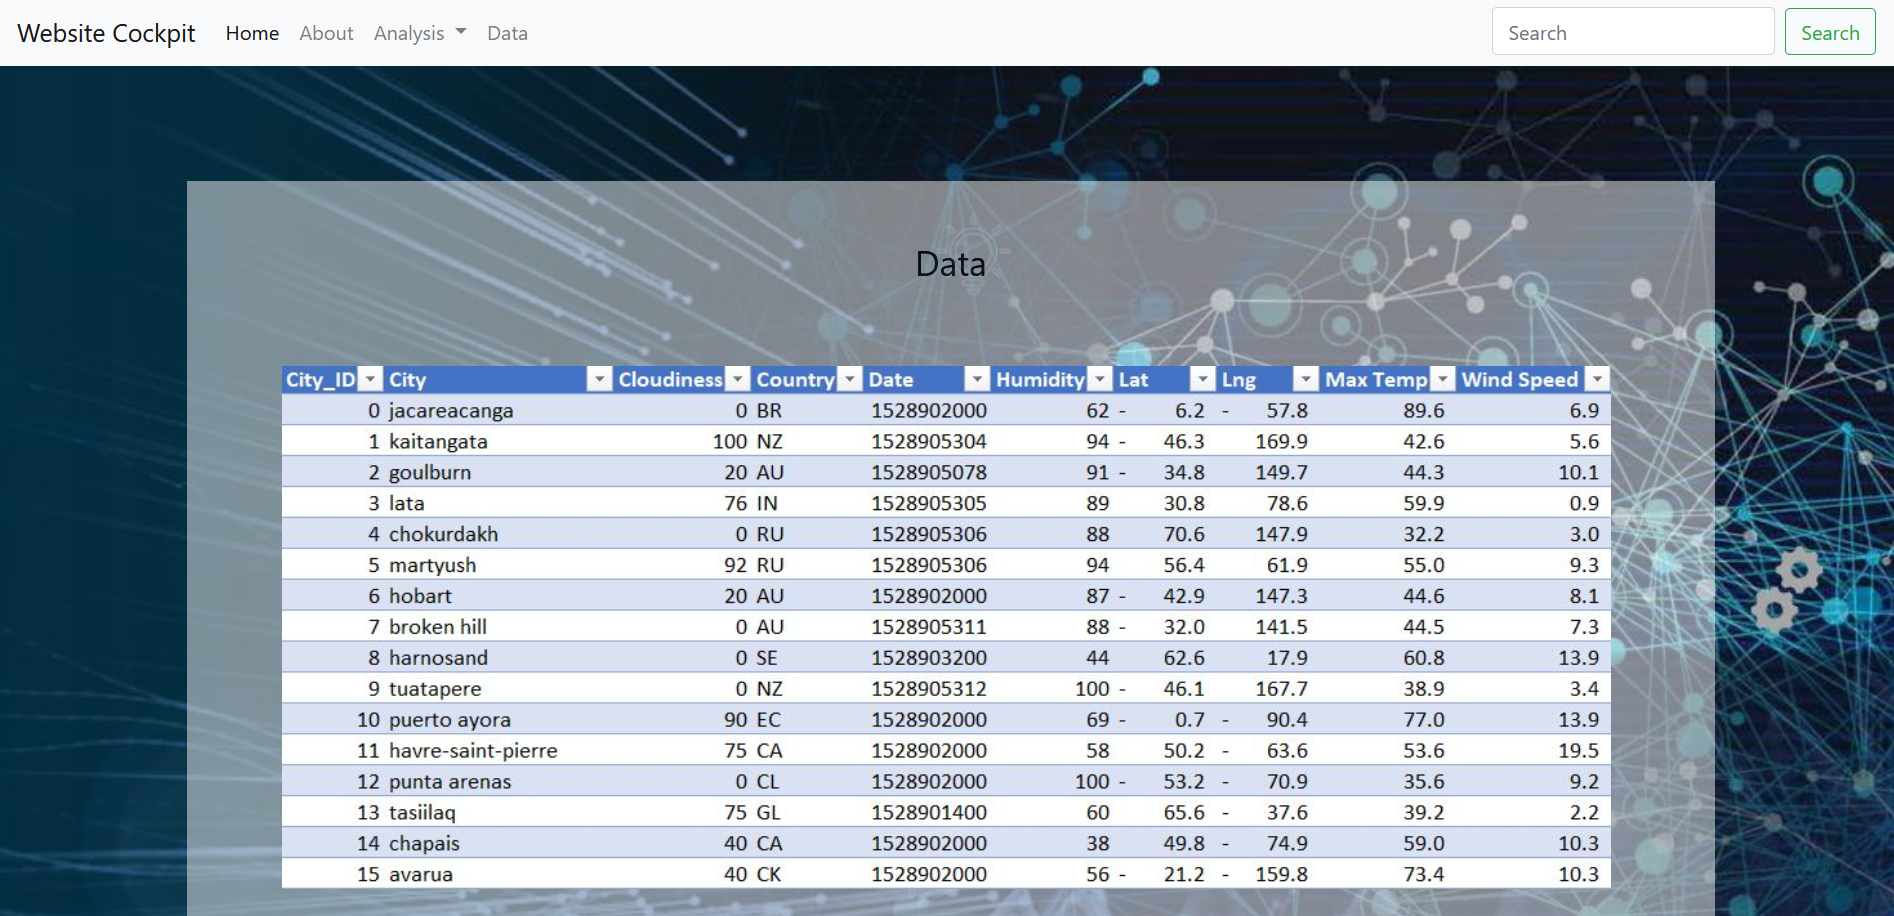 Website Cockpit Home About Analysis Data Search Search
Data
City_ID City Cloudiness Country Date Humidity Lat Lng Max Temp Wind Speed
0 jacareacanga 0 BR 1528902000 62 - 6.2 - 57.8 89.6 6.9
1 kaitangata 100 NZ 1528905304 94 - 46.3 169.9 42.6 5.6
2 goulburn 20 AU 1528905078 91 - 34.8 149.7 44.3 10.1
3 lata 76 IN 1528905305 89 30.8 78.6 59.9 0.9
4 chokurdakh 0 RU 1528905306 88 70.6 147.9 32.2 3.0
5 martyush 92 RU 1528905306 94 56.4 61.9 55.0 9.3
6 hobart 20 AU 1528902000 87 - 42.9 147.3 44.6 8.1
7 broken hill 0 AU 1528905311 88 - 32.0 141.5 44.5 7.3
8 harnosand 0 SE 1528903200 44 62.6 17.9 60.8 13.9
9 tuatapere 0 NZ 1528905312 100 - 46.1 167.7 38.9 3.4
10 puerto ayora 90 EC 1528902000 69 - 0.7 - 90.4 77.0 13.9
11 havre-saint-pierre 75 CA 1528902000 58 50.2 - 63.6 53.6 19.5
12 punta arenas 0 CL 1528902000 100 - 53.2 - 70.9 35.6 9.2
13 tasiilaq 75 GL 1528901400 60 65.6 - 37.6 39.2 2.2
14 chapais 40 CA 1528902000 38 49.8 - 74.9 59.0 10.3
15 avarua 40 CK 1528902000 56 - 21.2 - 159.8 73.4 10.3